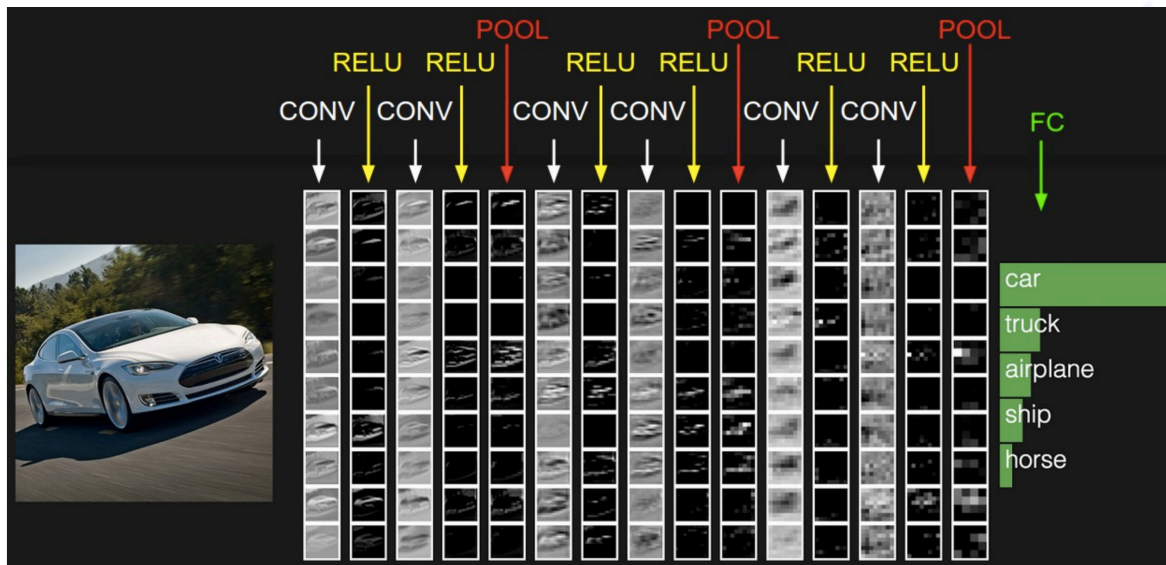 POOL POOL POOL
RELU RELU RELU RELU RELU RELU
CONV CONV CONV CONV CONV CONV
FC
car
truck
airplane
ship
horse